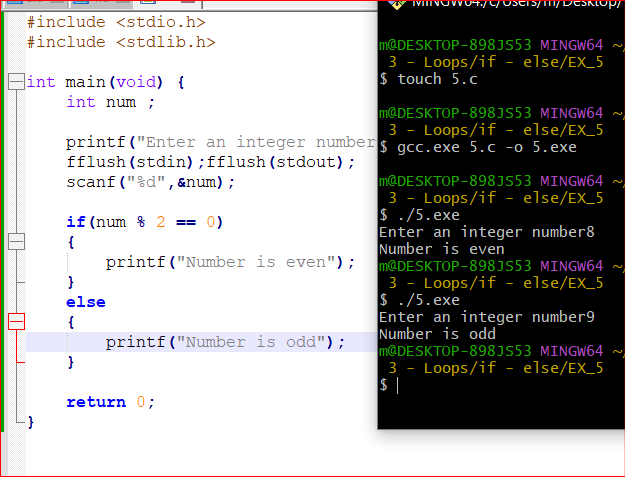 #include <stdio.h>
#include <stdlib.h>
int main(void) {
int num ;
printf("Enter an integer number
fflush(stdin);fflush(stdout);
scanf("%d",&num);
if(num % 2 == 0)
{
printf("Number is even");
}
else
{
printf("Number is odd");
}
return 0;
}
MINGW64:/c/Users/m/Desktop/
m@DESKTOP-898JS53 MINGW64 ~/
3 - Loops/if - else/EX_5
$ touch 5.c
m@DESKTOP-898JS53 MINGW64 ~/
3 - Loops/if - else/EX_5
$ gcc.exe 5.c -o 5.exe
m@DESKTOP-898JS53 MINGW64 ~/
3 - Loops/if - else/EX_5
$ ./5.exe
Enter an integer number8
Number is even
m@DESKTOP-898JS53 MINGW64 ~/
3 - Loops/if - else/EX_5
$ ./5.exe
Enter an integer number9
Number is odd
m@DESKTOP-898JS53 MINGW64 ~/
3 - Loops/if - else/EX_5
$